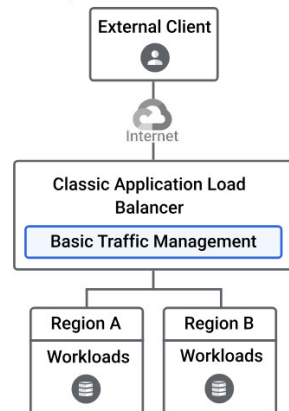 External Client
Internet
Classic Application Load
Balancer
Basic Traffic Management
Region A
Region B
Workloads
Workloads